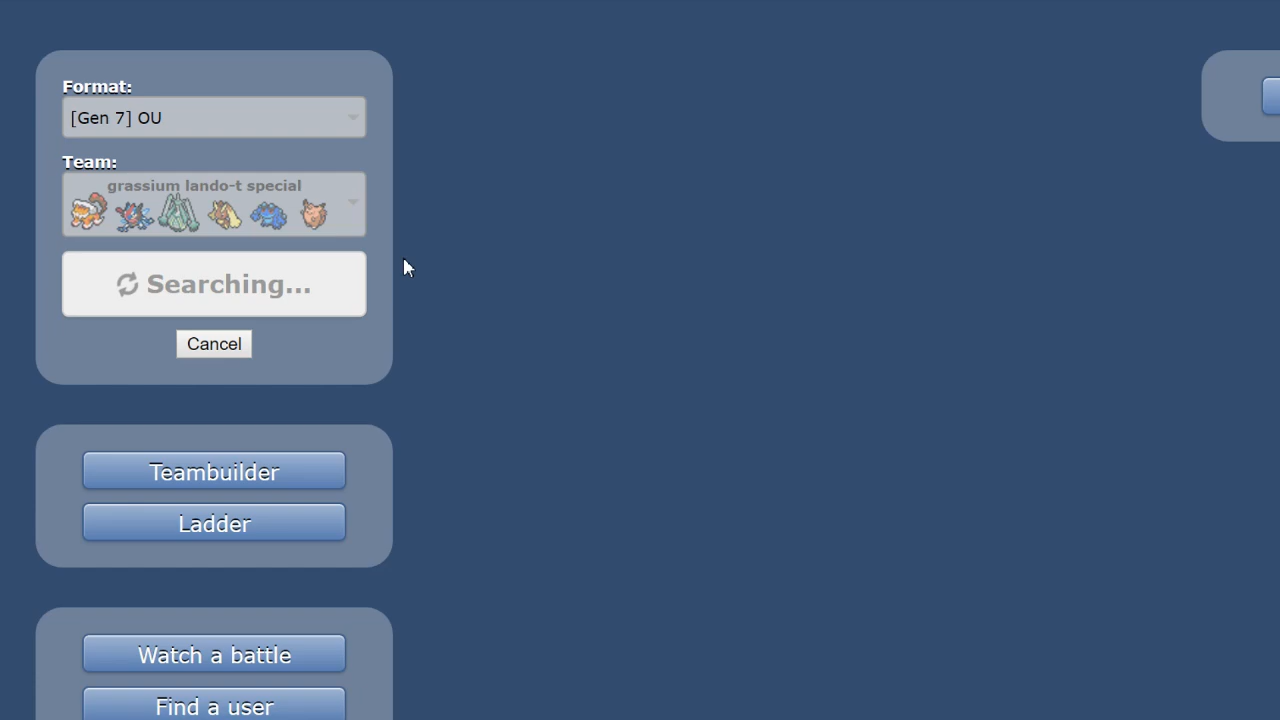 Format:
[Gen 7] OU
Team:
grassium lando-t special
Searching...
Cancel
Teambuilder
Ladder
Watch a battle
Find a user